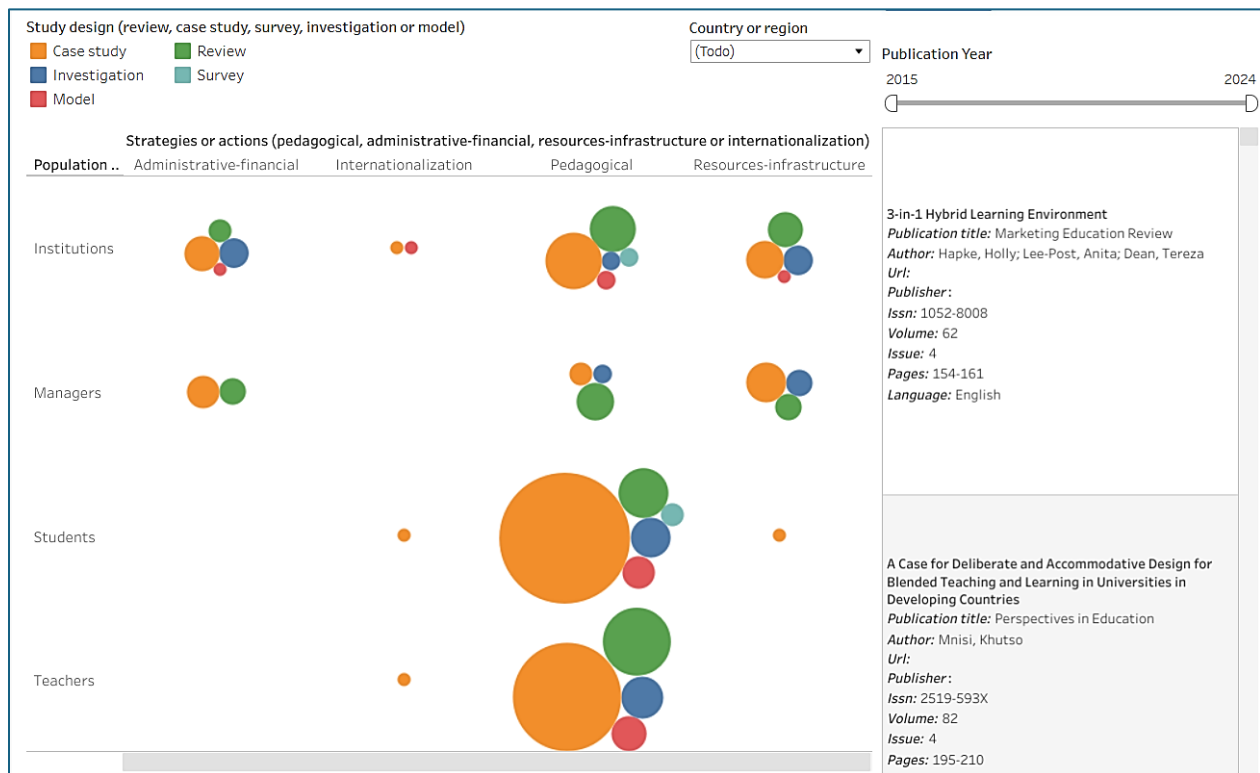 Study design (review, case study, survey, investigation or model)
Case study
Review
Investigation
Survey
Model
Country or region
(Todo)
Publication Year
2015
2024
Strategies or actions (pedagogical, administrative-financial, resources-infrastructure or internationalization)
Population ..
Administrative-financial
Internationalization
Pedagogical
Resources-infrastructure
Institutions
Managers
Students
Teachers
3-in-1 Hybrid Learning Environment
Publication title: Marketing Education Review
Author: Hapke, Holly; Lee-Post, Anita; Dean, Tereza
Url:
Publisher:
Issn: 1052-8008
Volume: 62
Issue: 4
Pages: 154-161
Language: English
A Case for Deliberate and Accommodative Design for
Blended Teaching and Learning in Universities in
Developing Countries
Publication title: Perspectives in Education
Author: Mnisi, Khutso
Url:
Publisher:
Issn: 2519-593X
Volume: 82
Issue: 4
Pages: 195-210